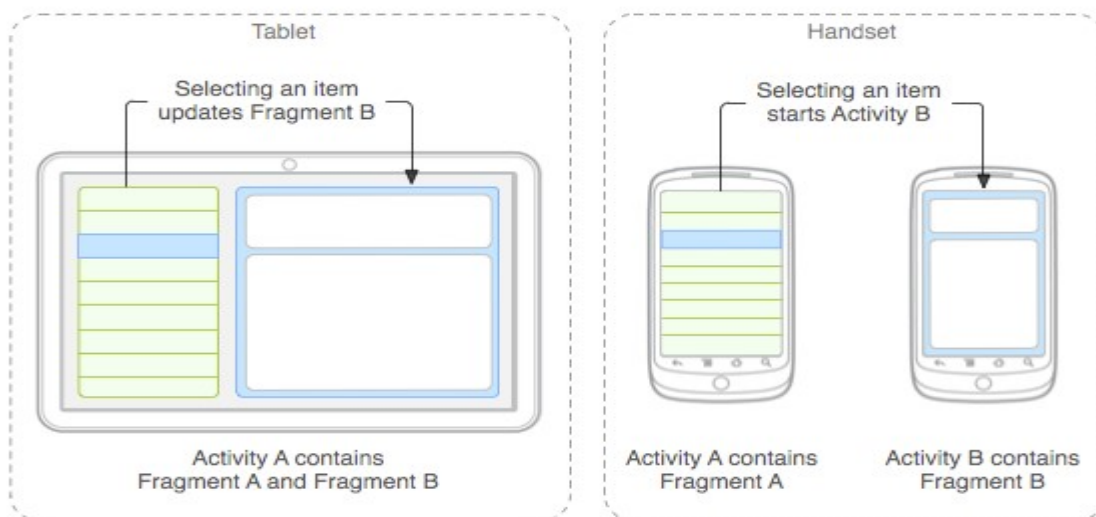 Tablet
Selecting an item
updates Fragment B
Activity A contains
Fragment A and Fragment B
Handset
Selecting an item
starts Activity B
Activity A contains
Fragment A
Activity B contains
Fragment B